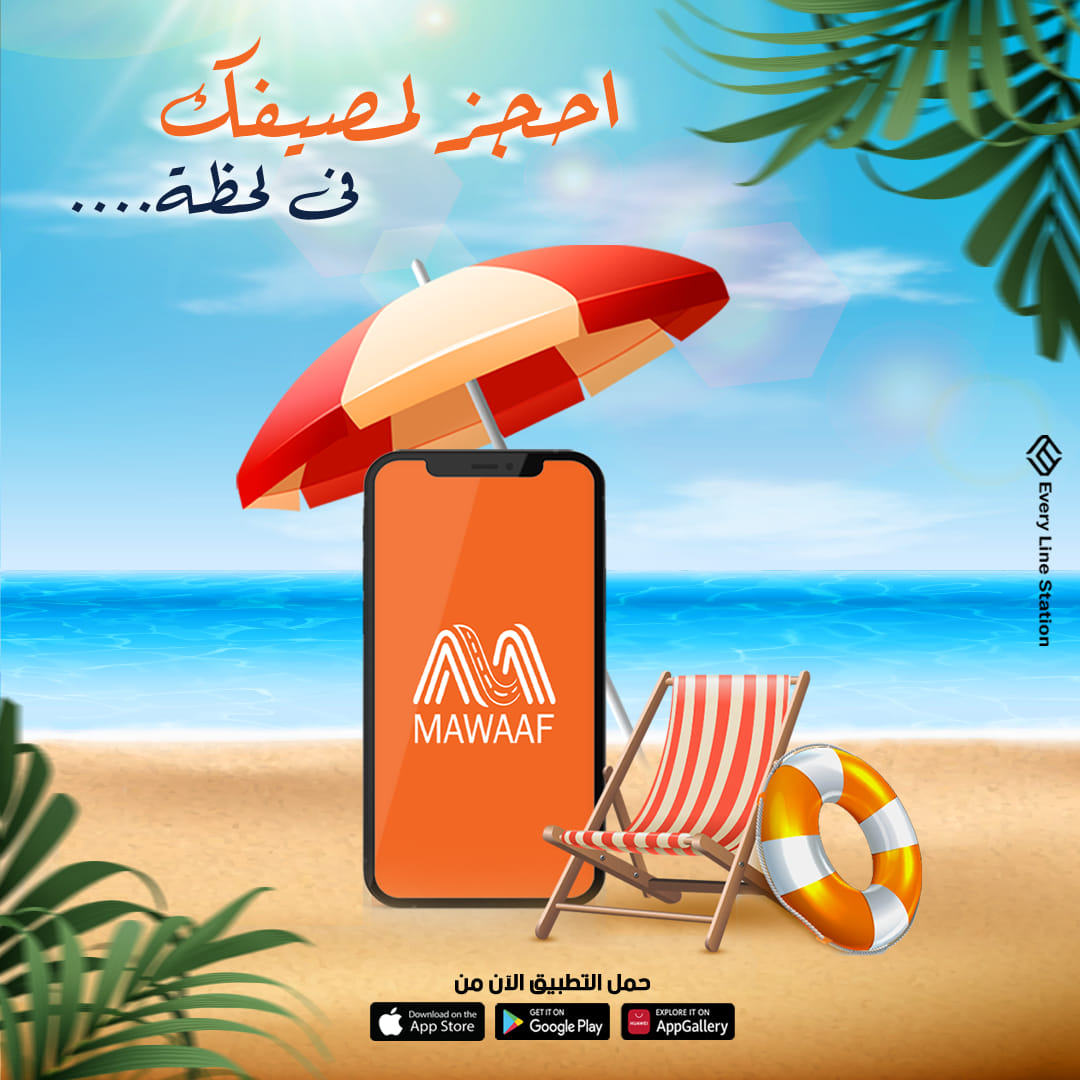 احجز لمصيفك
فى لحظة....
Every Line Station
MAWAAF
حمل التطبيق الآن من
Download on the
App Store
GET IT ON
Google Play
HUAWEI
EXPLORE IT ON
AppGallery